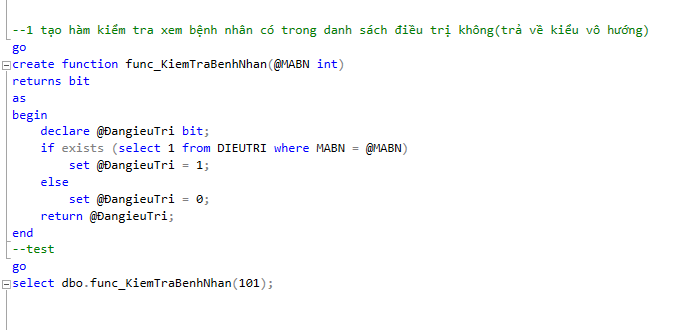 --1 tạo hàm kiểm tra xem bệnh nhân có trong danh sách điều trị không(trả về kiểu vô hướng)
go
create function func_KiemTraBenhNhan(@MABN int)
returns bit
as
begin
    declare @ĐangieuTri bit;
    if exists (select 1 from DIEUTRI where MABN = @MABN)
        set @ĐangieuTri = 1;
    else
        set @ĐangieuTri = 0;
    return @ĐangieuTri;
end
--test
go
select dbo.func_KiemTraBenhNhan(101);